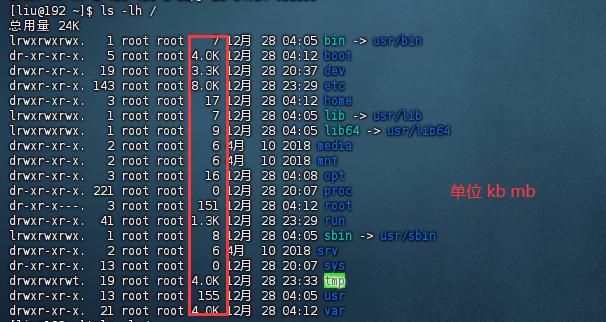 [liu@192 ~]$ ls -lh /
总用量 24K
lrwxrwxrwx.   1 root root    7 12月  28 04:05 bin -> usr/bin
dr-xr-xr-x.   5 root root 4.0K 12月  28 04:12 boot
drwxr-xr-x.  19 root root 3.3K 12月  28 20:37 dev
drwxr-xr-x. 143 root root 8.0K 12月  28 23:29 etc
drwxr-xr-x.   3 root root   17 12月  28 04:12 home
lrwxrwxrwx.   1 root root    7 12月  28 04:05 lib -> usr/lib
lrwxrwxrwx.   1 root root    9 12月  28 04:05 lib64 -> usr/lib64
drwxr-xr-x.   2 root root    6 4月   10 2018 media
drwxr-xr-x.   2 root root    6 4月   10 2018 mnt
drwxr-xr-x.   3 root root   16 12月  28 04:08 opt
dr-xr-xr-x. 221 root root    0 12月  28 20:07 proc
dr-xr-x---.   3 root root  151 12月  28 04:12 root
drwxr-xr-x.  41 root root 1.3K 12月  28 23:29 run
lrwxrwxrwx.   1 root root    8 12月  28 04:05 sbin -> usr/sbin
drwxr-xr-x.   2 root root    6 4月   10 2018 srv
dr-xr-xr-x.  13 root root    0 12月  28 20:07 sys
drwxrwxrwt.  19 root root 4.0K 12月  28 23:33 tmp
drwxr-xr-x.  13 root root  155 12月  28 04:05 usr
drwxr-xr-x.  21 root root 4.0K 12月  28 04:12 var
单位 kb mb